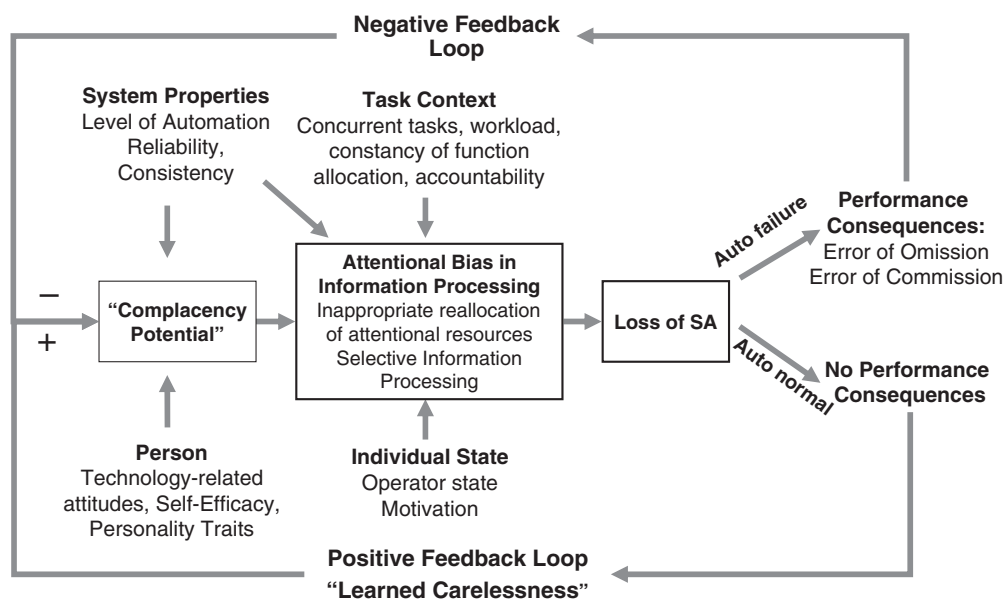 Negative Feedback
Loop
System Properties
Level of Automation
Reliability,
Consistency
Task Context
Concurrent tasks, workload,
constancy of function
allocation, accountability
Auto failure
Performance
Consequences:
Error of Omission
Error of Commission
–
+
“Complacency
Potential”
Attentional Bias in
Information Processing
Inappropriate reallocation
of attentional resources
Selective Information
Processing
Loss of SA
Auto normal
No Performance
Consequences
Person
Technology-related
attitudes, Self-Efficacy,
Personality Traits
Individual State
Operator state
Motivation
Positive Feedback Loop
“Learned Carelessness”